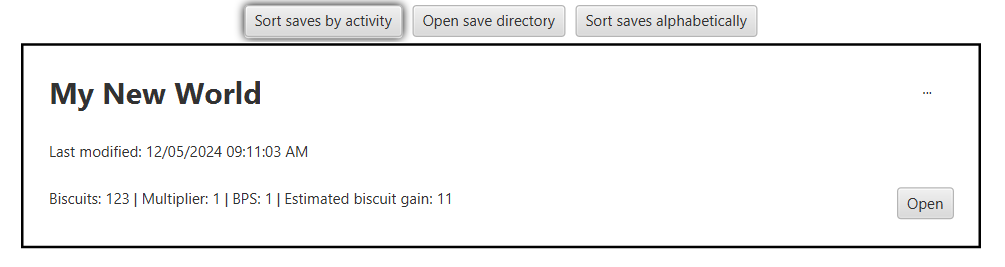 Sort saves by activity Open save directory Sort saves alphabetically
My New World
...
Last modified: 12/05/2024 09:11:03 AM
Biscuits: 123 | Multiplier: 1 | BPS: 1 | Estimated biscuit gain: 11
Open